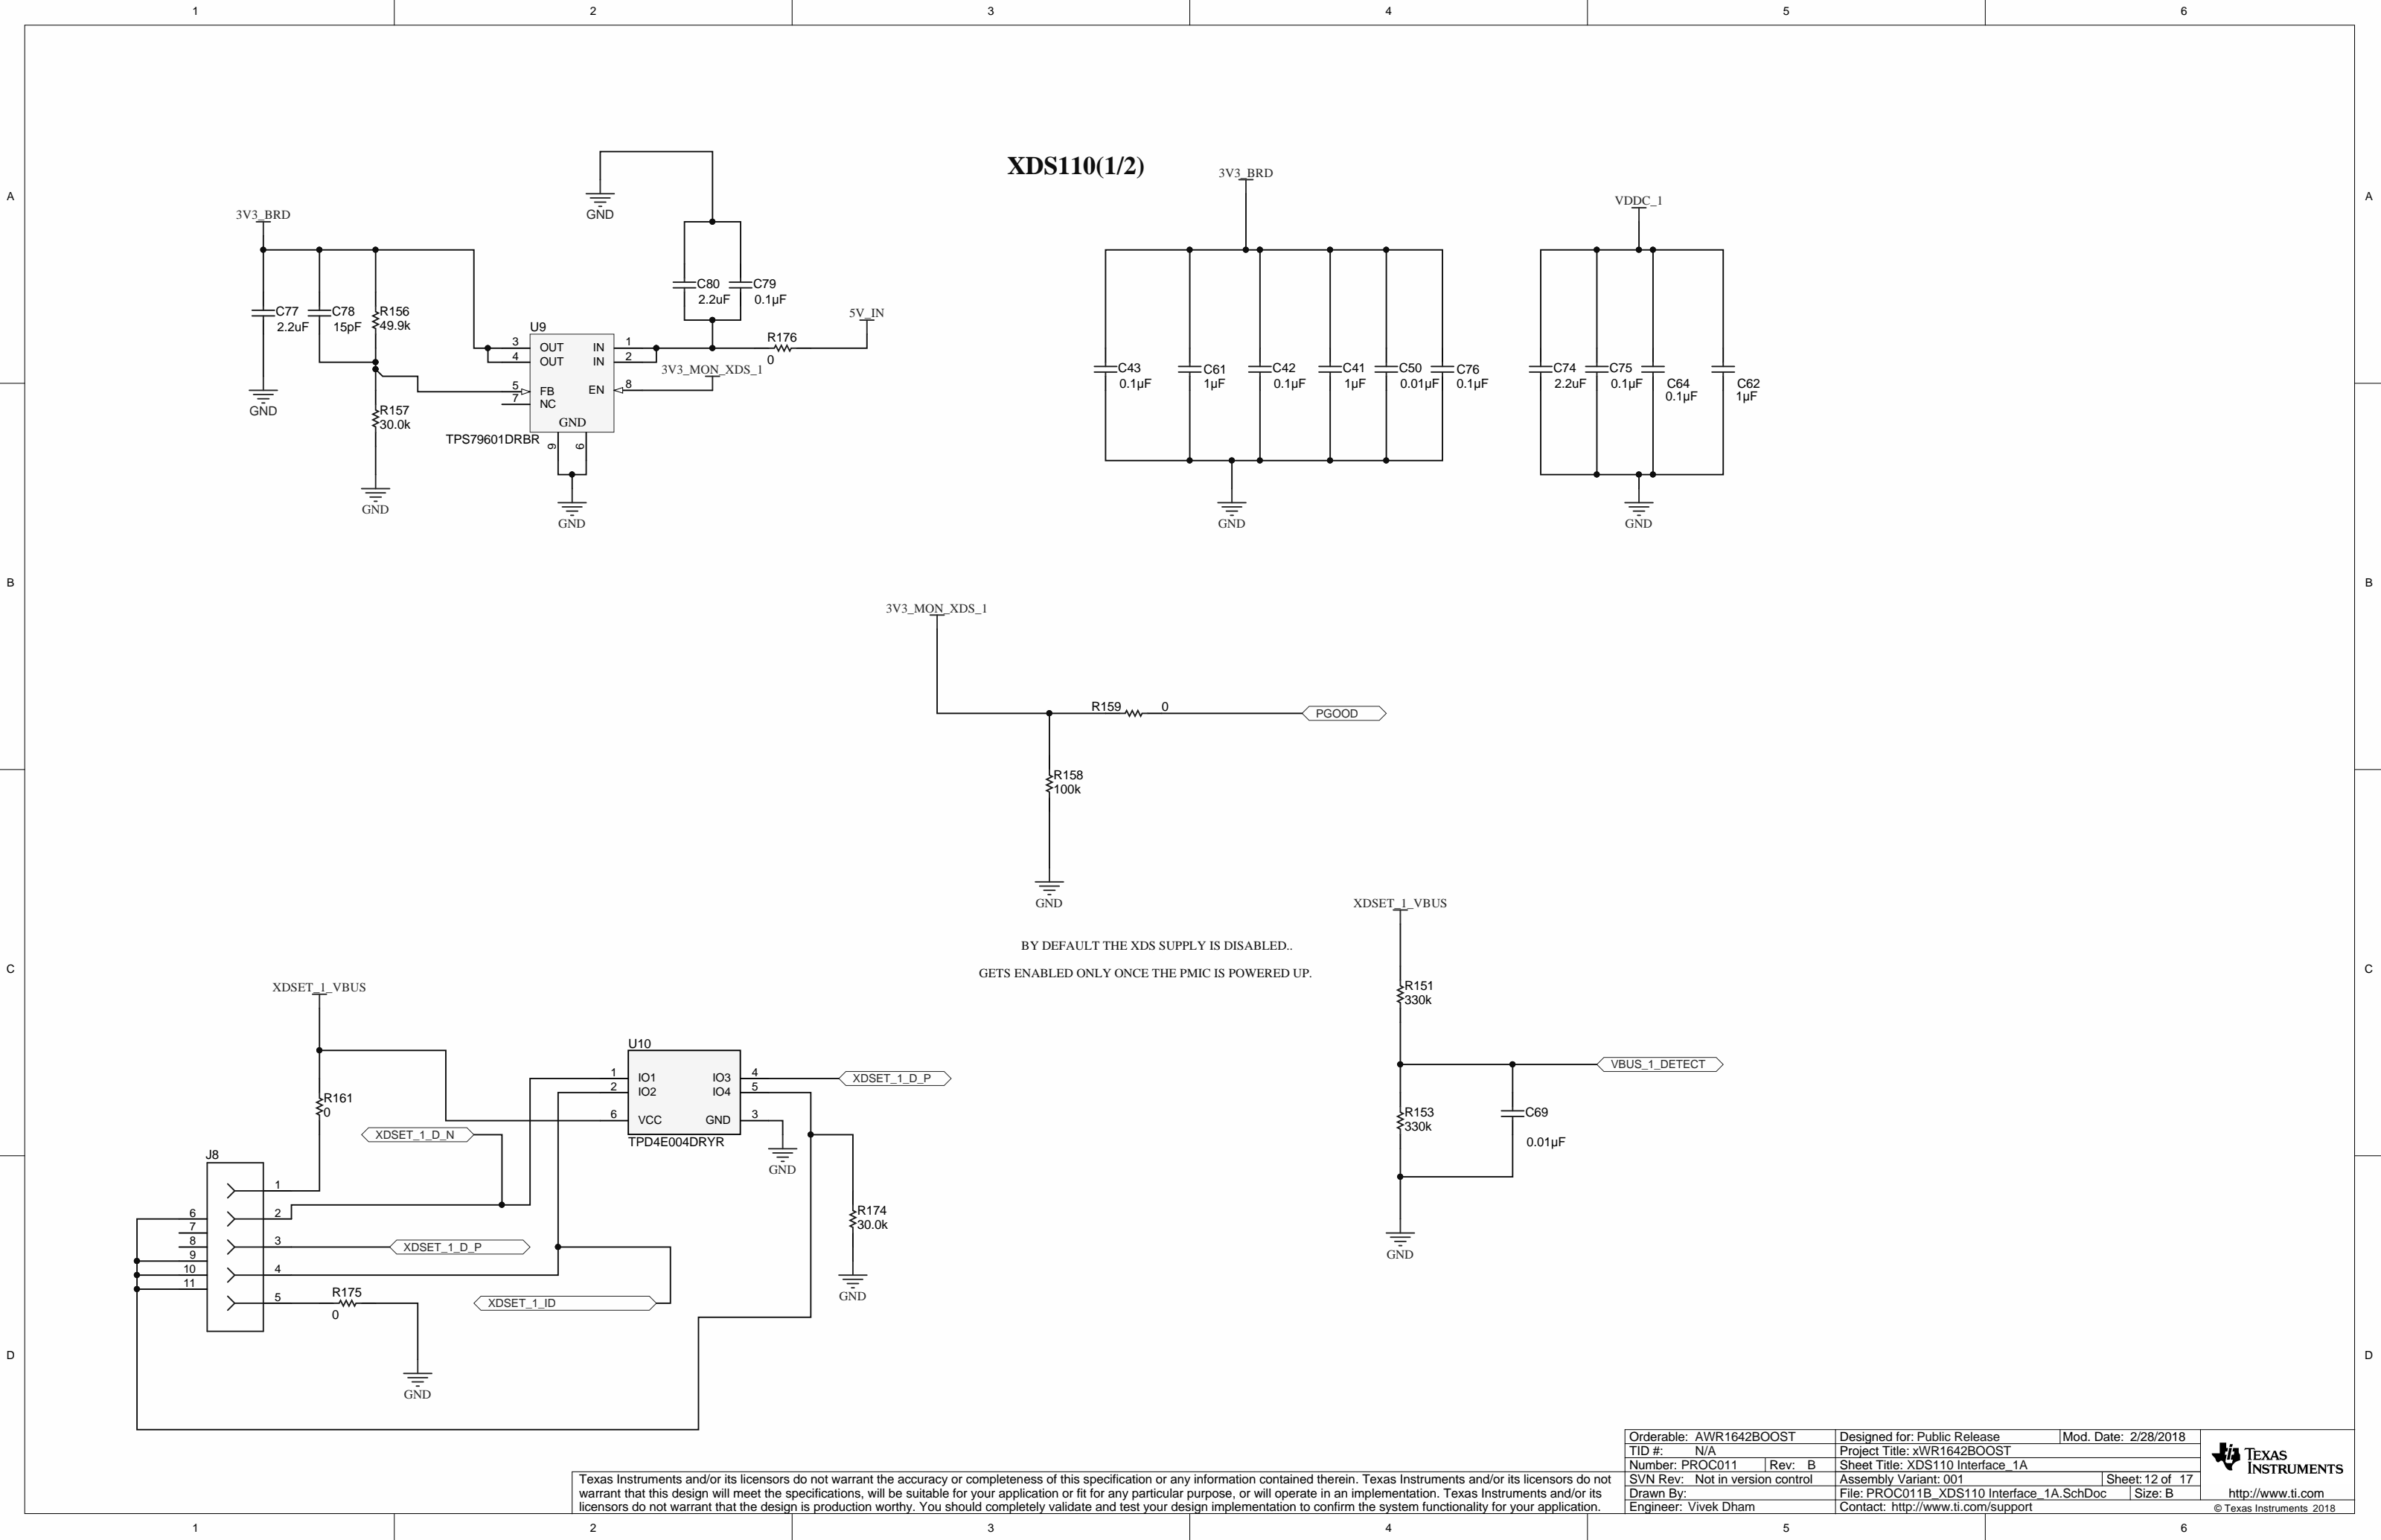 1 2 3 4 5 6
XDS110(1/2)
A
A
3V3_BRD
GND
C80
2.2uF
C79
0.1µF
C77
2.2uF
C78
15pF
R156
49.9k
U9
3 OUT IN 1
4 OUT IN 2
5 FB EN 8
7 NC
GND
9 6
TPS79601DRBR
R176
0
5V_IN
3V3_MON_XDS_1
R157
30.0k
GND
GND
GND
3V3_BRD
C43
0.1µF
C61
1µF
C42
0.1µF
C41
1µF
C50
0.01µF
C76
0.1µF
GND
VDDC_1
C74
2.2uF
C75
0.1µF
C64
0.1µF
C62
1µF
GND
B
B
3V3_MON_XDS_1
R159 0
PGOOD
R158
100k
GND
BY DEFAULT THE XDS SUPPLY IS DISABLED..
GETS ENABLED ONLY ONCE THE PMIC IS POWERED UP.
C
C
XDSET_1_VBUS
R151
330k
VBUS_1_DETECT
R153
330k
C69
0.01µF
GND
XDSET_1_VBUS
R161
0
U10
1 IO1 IO3 4
2 IO2 IO4 5
6 VCC GND 3
TPD4E004DRYR
XDSET_1_D_P
XDSET_1_D_N
GND
J8
1
6 2
7
8 3
9
10 4
11
5
XDSET_1_D_P
R174
30.0k
GND
R175
0
XDSET_1_ID
GND
D
D
Texas Instruments and/or its licensors do not warrant the accuracy or completeness of this specification or any information contained therein. Texas Instruments and/or its licensors do not
warrant that this design will meet the specifications, will be suitable for your application or fit for any particular purpose, or will operate in an implementation. Texas Instruments and/or its
licensors do not warrant that the design is production worthy. You should completely validate and test your design implementation to confirm the system functionality for your application.
Orderable: AWR1642BOOST Designed for: Public Release Mod. Date: 2/28/2018
TID #: N/A Project Title: xWR1642BOOST
Number: PROC011 Rev: B Sheet Title: XDS110 Interface_1A
SVN Rev: Not in version control Assembly Variant: 001 Sheet: 12 of 17
Drawn By: File: PROC011B_XDS110 Interface_1A.SchDoc Size: B
Engineer: Vivek Dham Contact: http://www.ti.com/support
TEXAS
INSTRUMENTS
http://www.ti.com
© Texas Instruments 2018
1 2 3 4 5 6